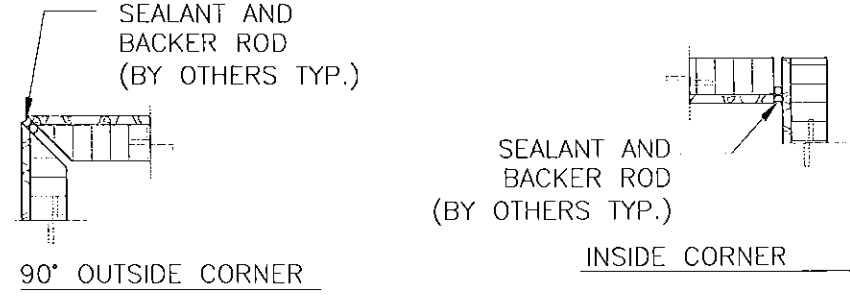 SEALANT AND
BACKER ROD
(BY OTHERS TYP.)
90° OUTSIDE CORNER
SEALANT AND
BACKER ROD
(BY OTHERS TYP.)
INSIDE CORNER